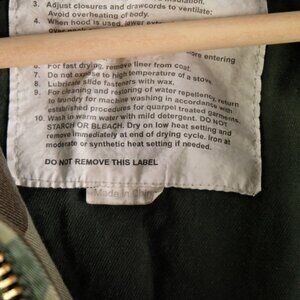 3. Adjust closures and drawcords to ventilate:
Avoid overheating of body.
4. When hood is used, lower
entering
6. For fast drying, remove liner from coat.
7. Do not expose to high temperature of a stove,
8. Lubricate slide fasteners with wax.
9. For cleaning and restoring of water repellency, return
to laundry for machine washing in accordance with
established procedures for quarpel treated garments.
10. Wash in warm water with mild detergent. DO NOT
STARCH OR BLEACH. Dry on low heat setting and
remove immediately at end of drying cycle. Iron at
moderate or synthetic heat setting if needed.
DO NOT REMOVE THIS LABEL
Made in China